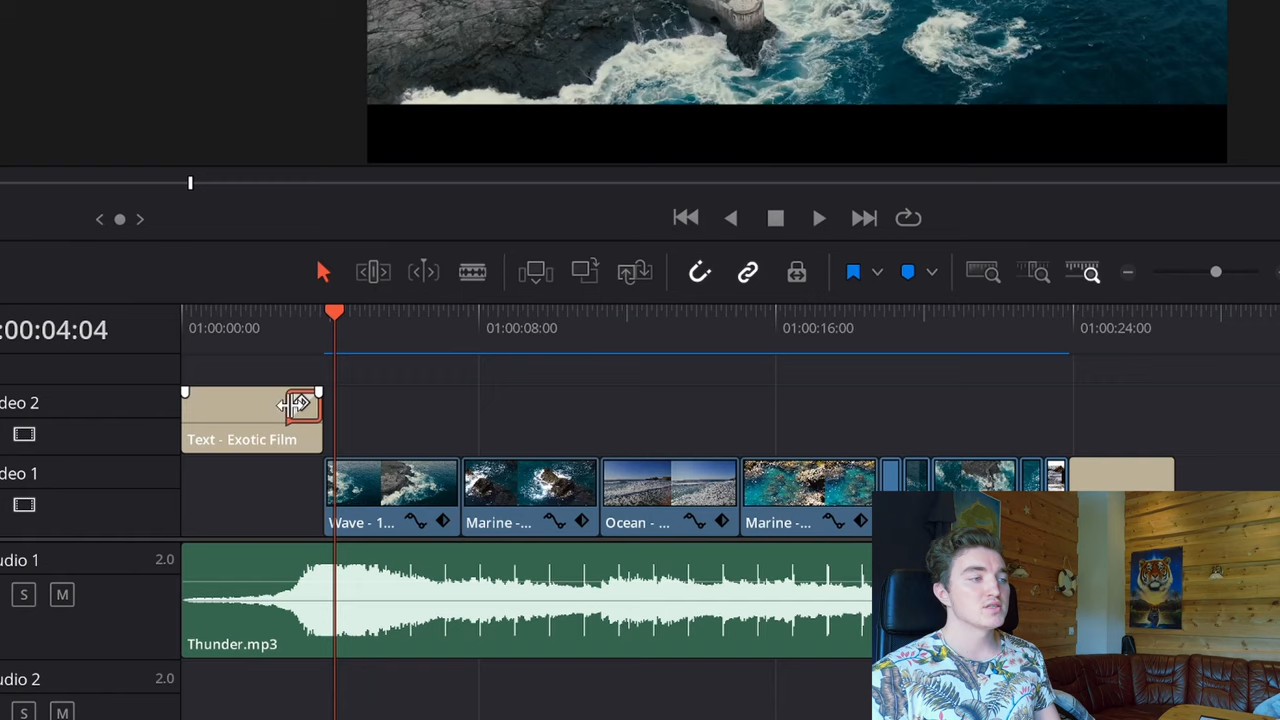 :00:04:04
01:00:00:00
01:00:08:00
01:00:16:00
01:00:24:00
deo 2
Text - Exotic Film
deo 1
Wave - 1...
Marine -...
Ocean - ...
Marine -...
udio 1
2.0
S
M
Thunder.mp3
udio 2
2.0
S
M